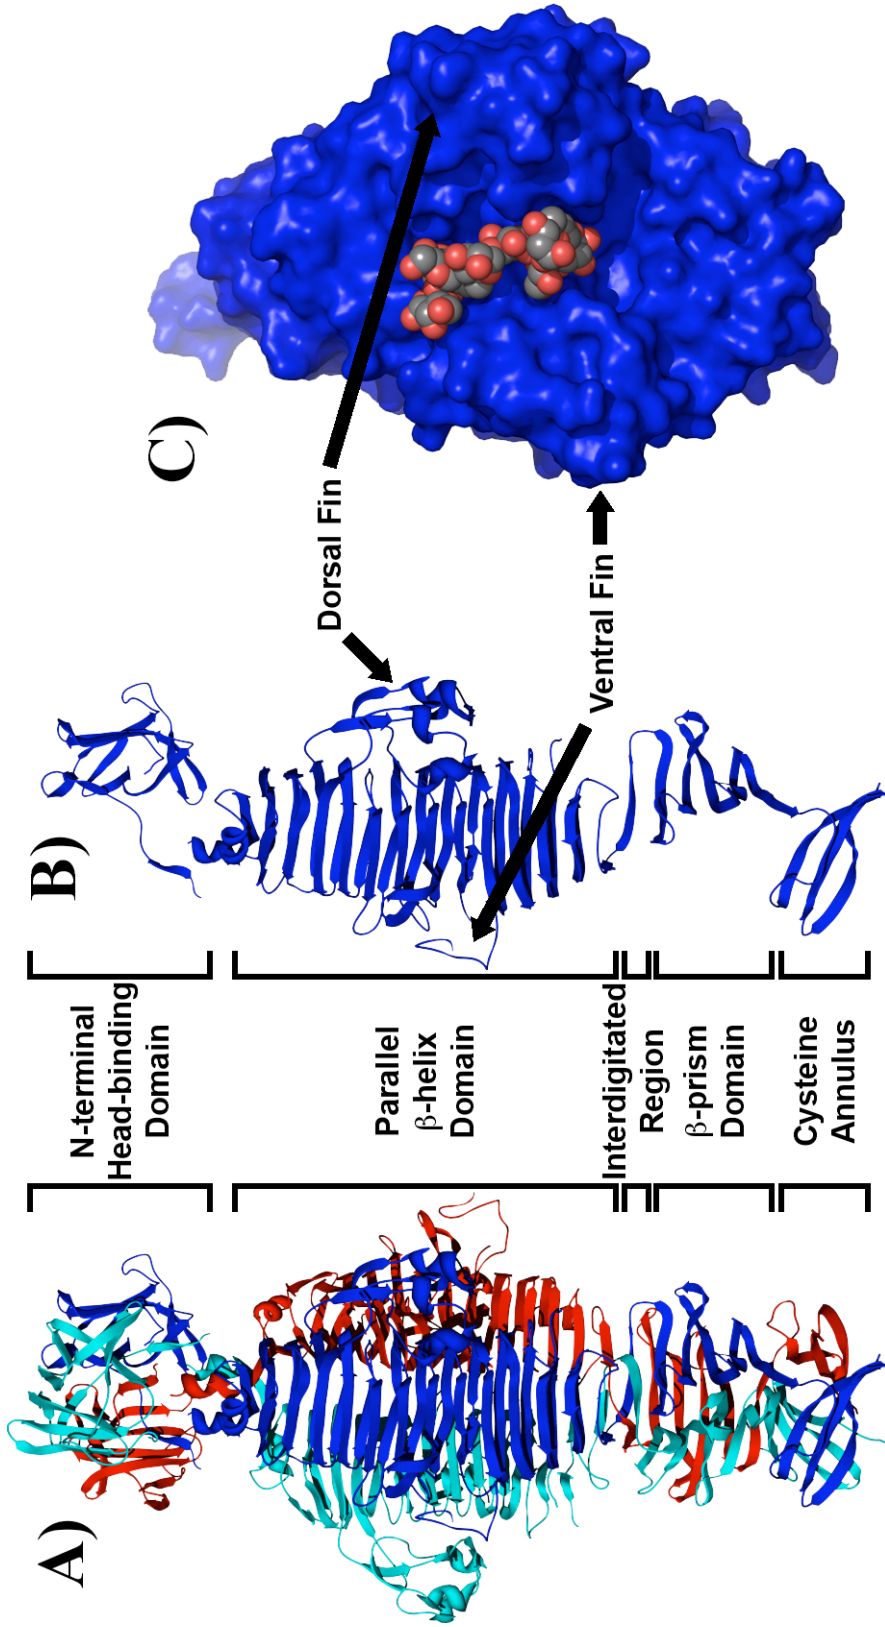 A)
N-terminal
Head-binding
Domain
Parallel
β-helix
Domain
Interdigitated
Region
β-prism
Domain
Cysteine
Annulus
B)
Dorsal Fin
Ventral Fin
C)